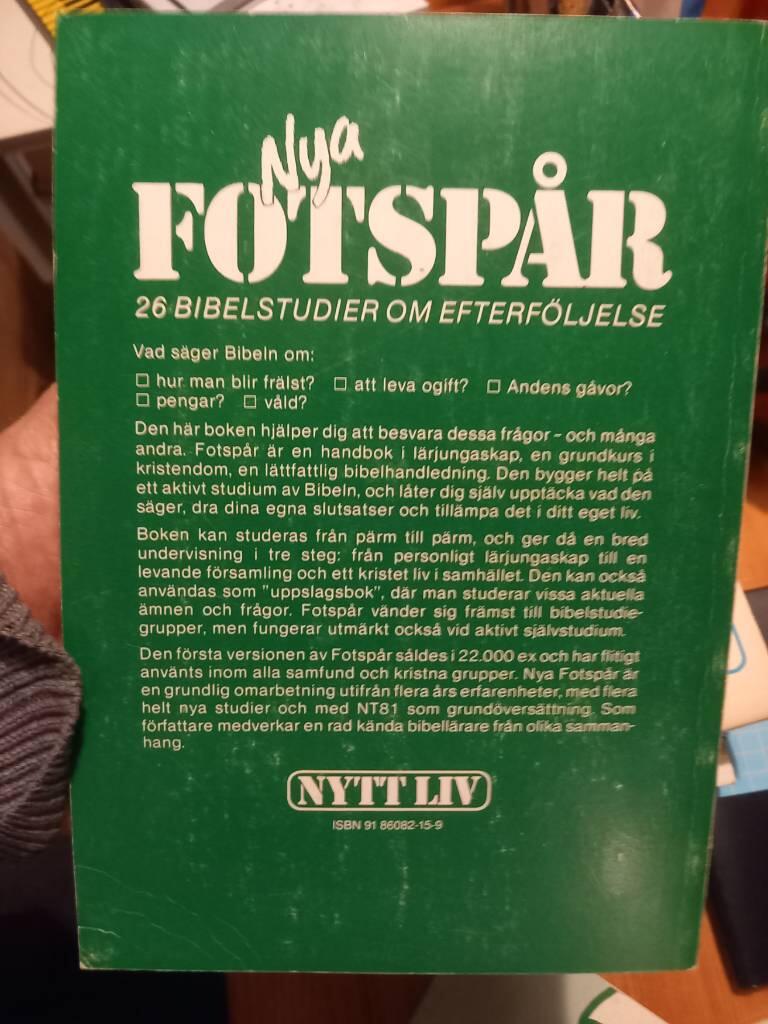 Nya
FOTSPÅR
26 BIBELSTUDIER OM EFTERFÖLJELSE
Vad säger Bibeln om:
☐ hur man blir frälst? ☐ att leva ogift? ☐ Andens gåvor?
☐ pengar? ☐ våld?
Den här boken hjälper dig att besvara dessa frågor – och många
andra. Fotspår är en handbok i lärjungaskap, en grundkurs i
kristendom, en lättfattlig bibelhandledning. Den bygger helt på
ett aktivt studium av Bibeln, och låter dig själv upptäcka vad den
säger, dra dina egna slutsatser och tillämpa det i ditt eget liv.
Boken kan studeras från pärm till pärm, och ger då en bred
undervisning i tre steg: från personligt lärjungaskap till en
levande församling och ett kristet liv i samhället. Den kan också
användas som "uppslagsbok", där man studerar vissa aktuella
ämnen och frågor. Fotspår vänder sig främst till bibelstudie-
grupper, men fungerar utmärkt också vid aktivt självstudium.
Den första versionen av Fotspår såldes i 22.000 ex och har flitigt
använts inom alla samfund och kristna grupper. Nya Fotspår är
en grundlig omarbetning utifrån flera års erfarenheter, med flera
helt nya studier och med NT81 som grundöversättning. Som
författare medverkar en rad kända bibellärare från olika samman-
hang.
NYTT LIV
ISBN 91 86082-15-9